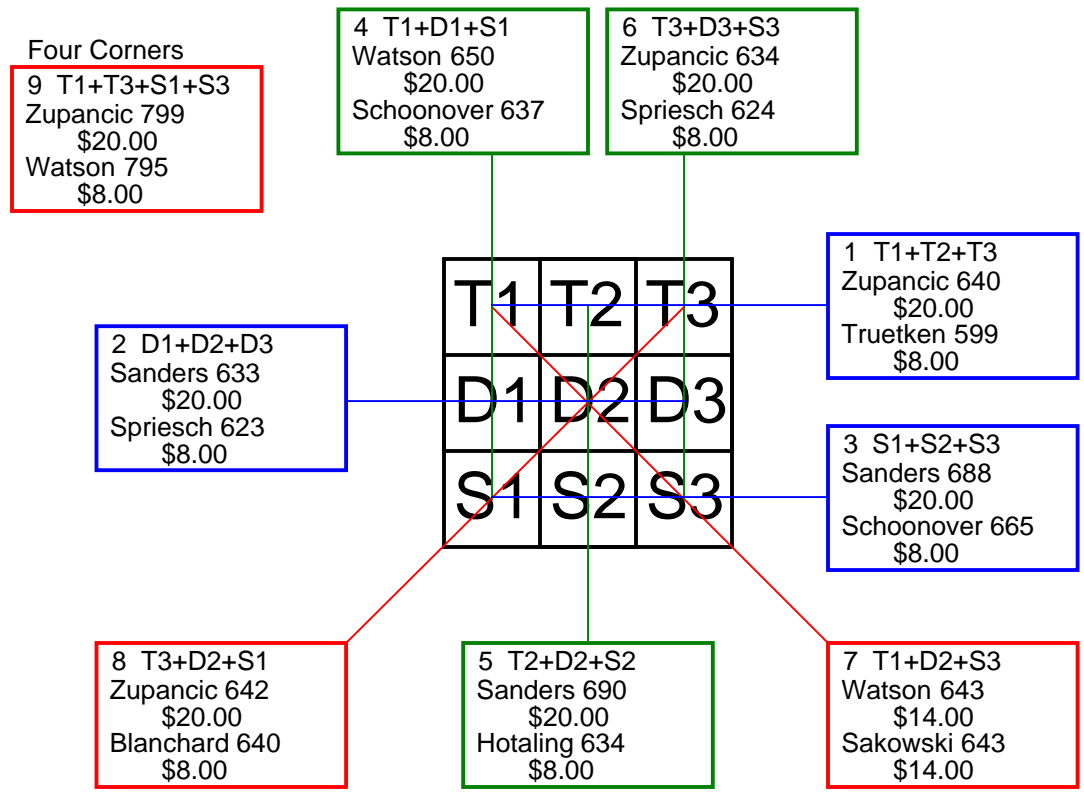 Four Corners
9 T1+T3+S1+S3
Zupancic 799
$20.00
Watson 795
$8.00
4 T1+D1+S1
Watson 650
$20.00
Schoonover 637
$8.00
6 T3+D3+S3
Zupancic 634
$20.00
Spriesch 624
$8.00
1 T1+T2+T3
Zupancic 640
$20.00
Truetken 599
$8.00
T1 T2 T3
D1 D2 D3
S1 S2 S3
2 D1+D2+D3
Sanders 633
$20.00
Spriesch 623
$8.00
3 S1+S2+S3
Sanders 688
$20.00
Schoonover 665
$8.00
8 T3+D2+S1
Zupancic 642
$20.00
Blanchard 640
$8.00
5 T2+D2+S2
Sanders 690
$20.00
Hotaling 634
$8.00
7 T1+D2+S3
Watson 643
$14.00
Sakowski 643
$14.00